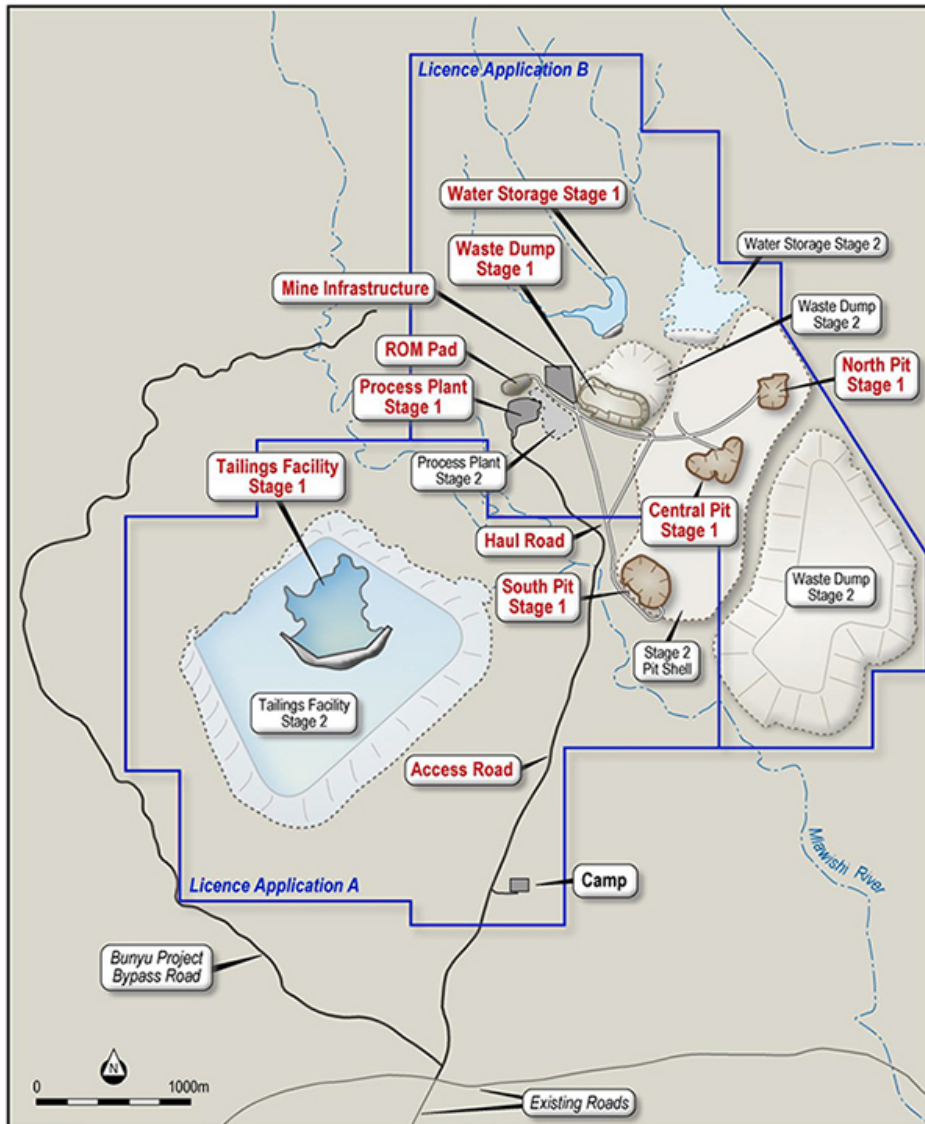 Licence Application B
Water Storage Stage 1
Water Storage Stage 2
Waste Dump
Stage 1
Mine Infrastructure
Waste Dump
Stage 2
ROM Pad
North Pit
Stage 1
Process Plant
Stage 1
Tailings Facility
Stage 1
Process Plant
Stage 2
Central Pit
Stage 1
Haul Road
South Pit
Stage 1
Waste Dump
Stage 2
Stage 2
Pit Shell
Tailings Facility
Stage 2
Access Road
Mlawishi River
Licence Application A
Camp
Bunyu Project
Bypass Road
N
0 1000m
Existing Roads